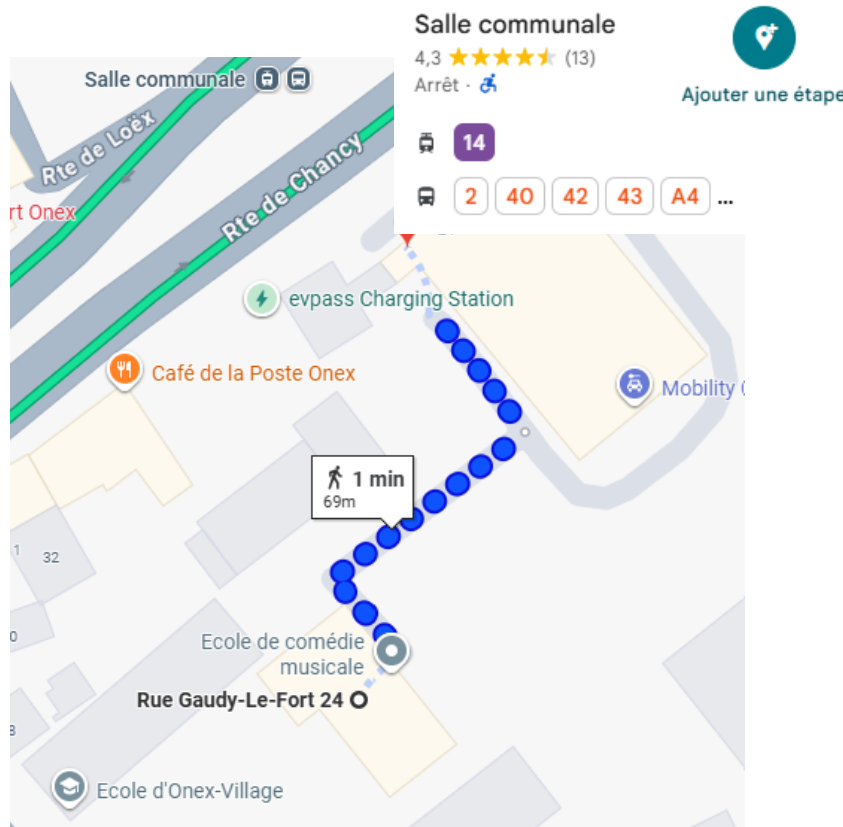 Salle communale
4,3 (13)
Arrêt ·
Ajouter une étape
14
2 40 42 43 A4 ...
Salle communale
Rte de Loëx
Rte de Chancy
rt Onex
evpass Charging Station
Café de la Poste Onex
Mobility
1 min
69m
1
32
0
Ecole de comédie
musicale
Rue Gaudy-Le-Fort 24
Ecole d'Onex-Village